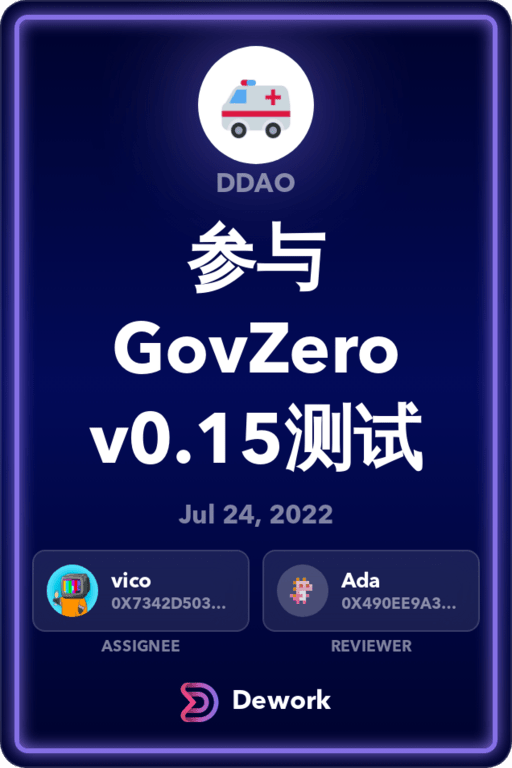 DDAO
参与
GovZero
v0.15测试
Jul 24, 2022
vico
0X7342D503...
ASSIGNEE
Ada
0X490EE9A3...
REVIEWER
Dework